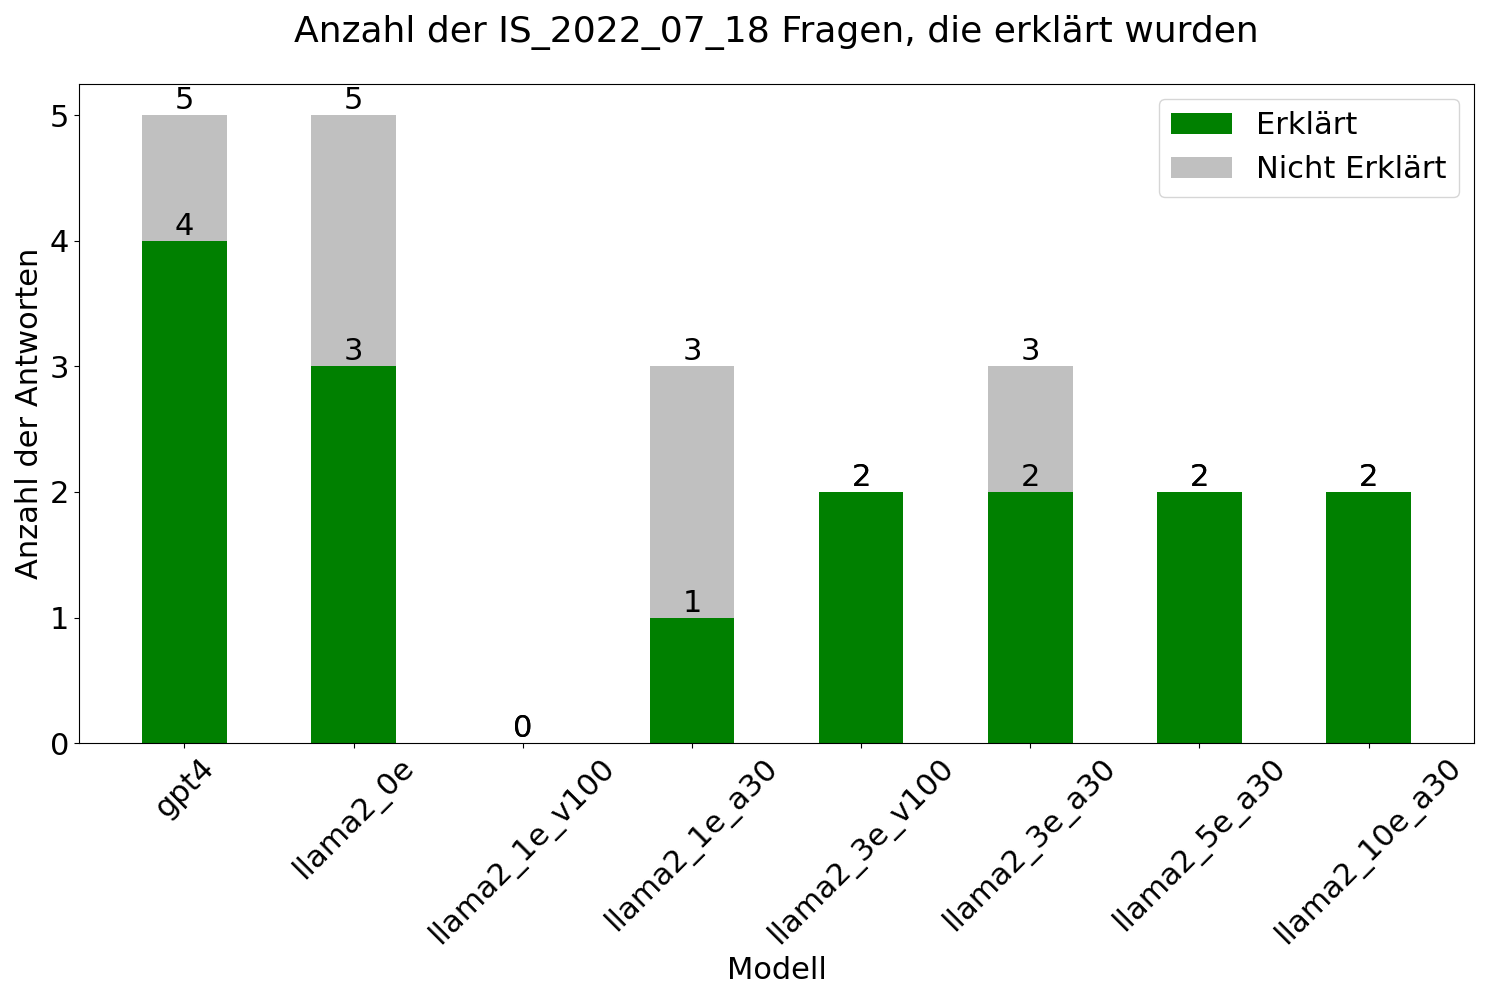 Anzahl der IS_2022_07_18 Fragen, die erklärt wurden
5 5
5
Erklärt
Nicht Erklärt
4
4
3 3 3
3
2 2 2 2
2
1
1
0
0
Anzahl der Antworten
gpt4
llama2_0e
llama2_1e_v100
llama2_1e_a30
llama2_3e_v100
llama2_3e_a30
llama2_5e_a30
llama2_10e_a30
Modell